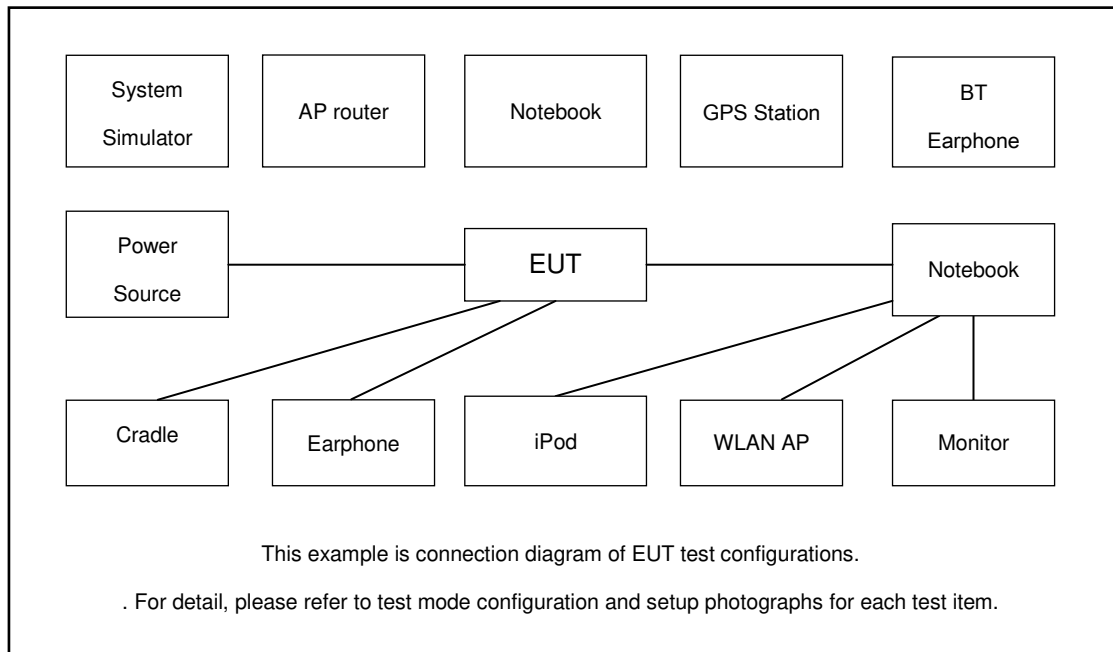 System
Simulator
AP router
Notebook
GPS Station
BT
Earphone
Power
Source
EUT
Notebook
Cradle
Earphone
iPod
WLAN AP
Monitor
This example is connection diagram of EUT test configurations.
. For detail, please refer to test mode configuration and setup photographs for each test item.